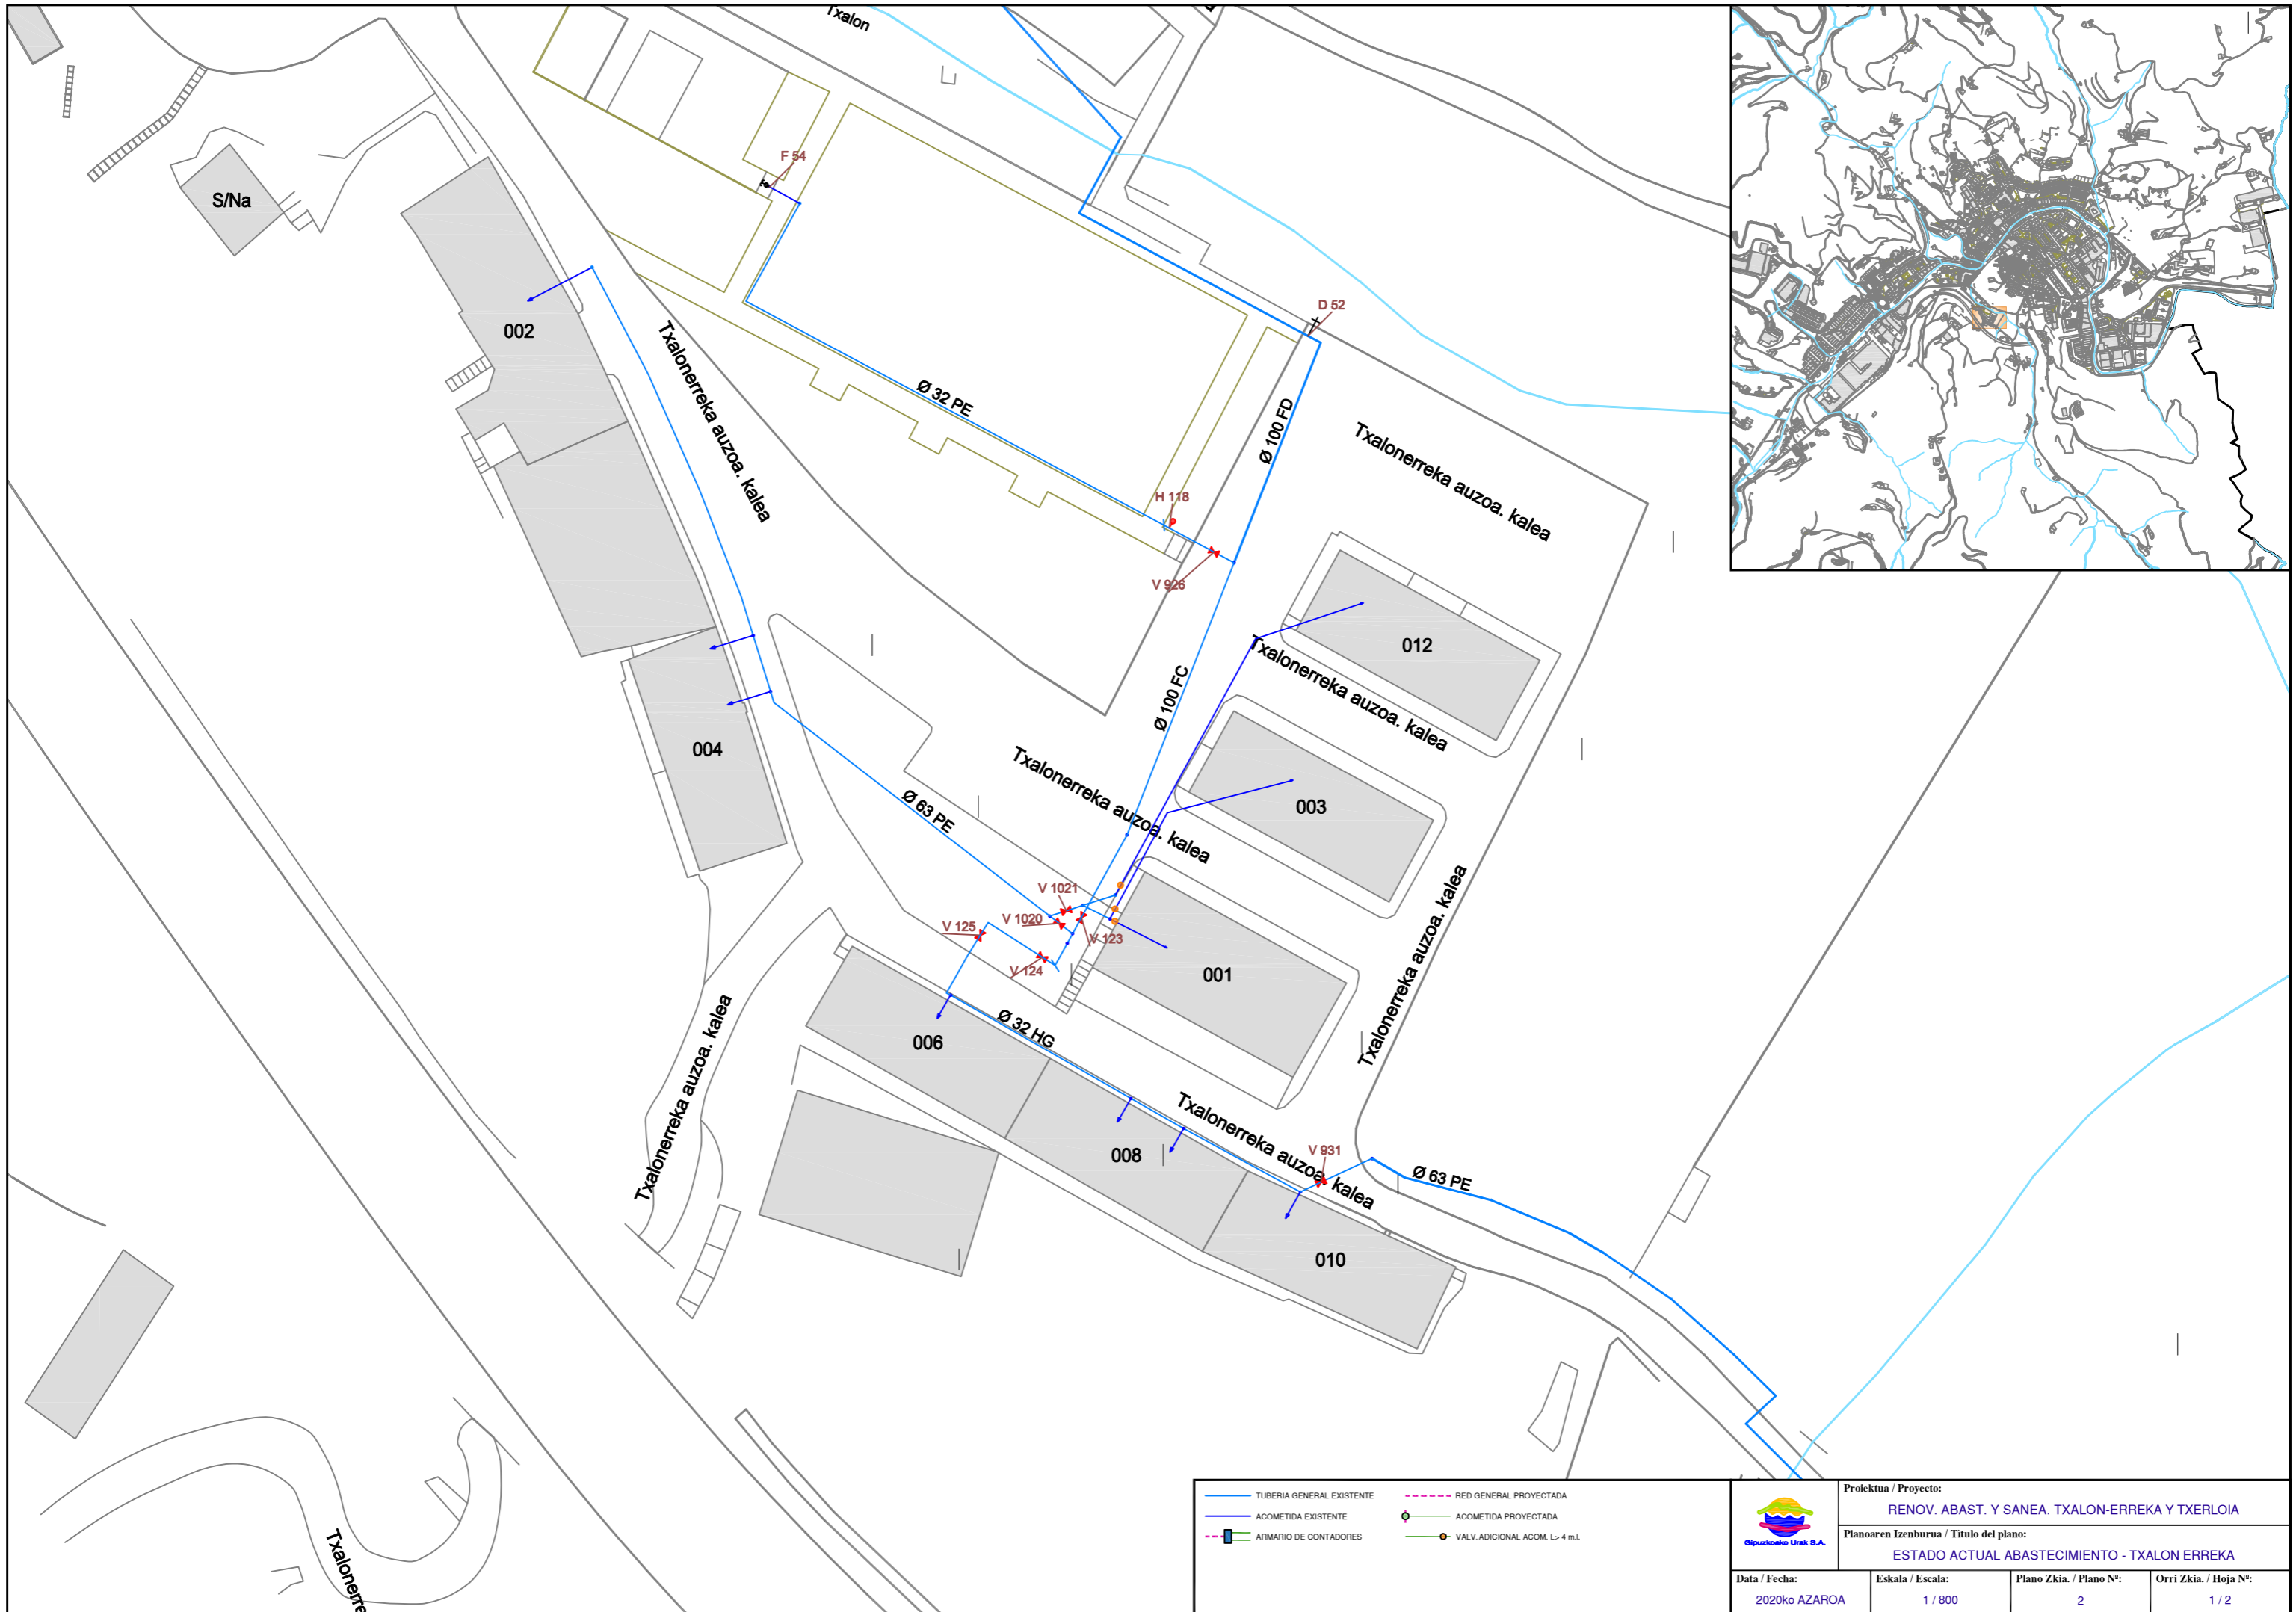 Txalon
F 54
S/Na
D 52
002
Txalonerreka auzoa. kalea
Ø 32 PE
Ø 100 FD
Txalonerreka auzoa. kalea
H 118
V 926
012
Txalonerreka auzoa. kalea
Ø 100 FC
004
Txalonerreka auzoa. kalea
003
Ø 63 PE
V 1021
V 1020
V 125
V 123
V 124
001
Txalonerreka auzoa. kalea
Txalonerreka auzoa. kalea
Ø 32 HG
006
008
Txalonerreka auzoa. kalea
V 931
Ø 63 PE
010
Txalonerre
TUBERIA GENERAL EXISTENTE
RED GENERAL PROYECTADA
ACOMETIDA EXISTENTE
ACOMETIDA PROYECTADA
ARMARIO DE CONTADORES
VALV. ADICIONAL ACOM. L> 4 m.l.
Gipuzkoako Urak S.A.
Proiektua / Proyecto:
RENOV. ABAST. Y SANEA. TXALON-ERREKA Y TXERLOIA
Planoaren Izenburua / Titulo del plano:
ESTADO ACTUAL ABASTECIMIENTO - TXALON ERREKA
Data / Fecha:
2020ko AZAROA
Eskala / Escala:
1 / 800
Plano Zkia. / Plano Nº:
2
Orri Zkia. / Hoja Nº:
1 / 2